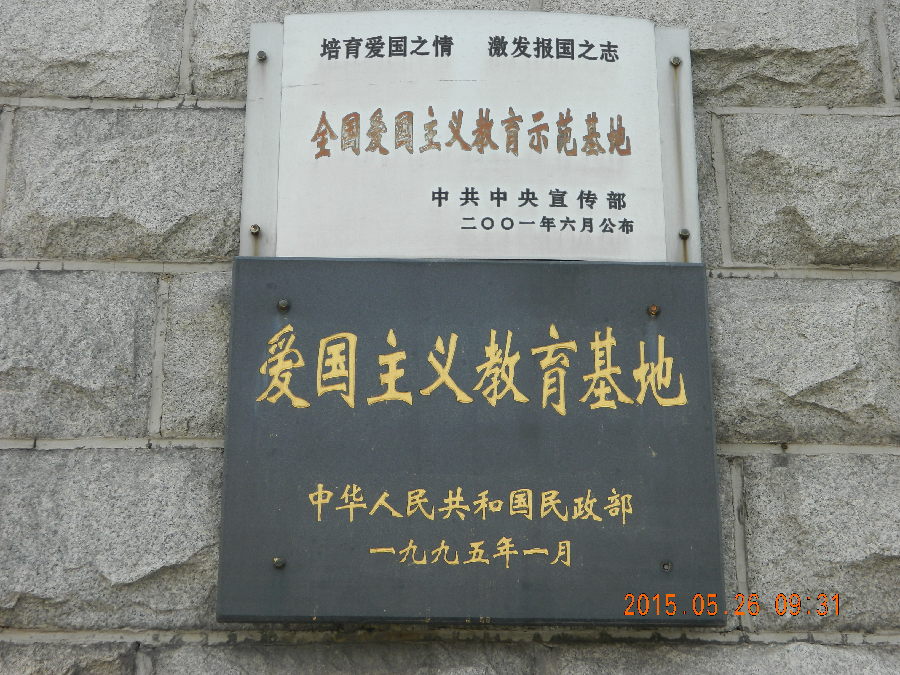 培育爱国之情 激发报国之志
全国爱国主义教育示范基地
中共中央宣传部
二〇〇一年六月公布
爱国主义教育基地
中华人民共和国民政部
一九九五年一月
2015.05.26 09:31